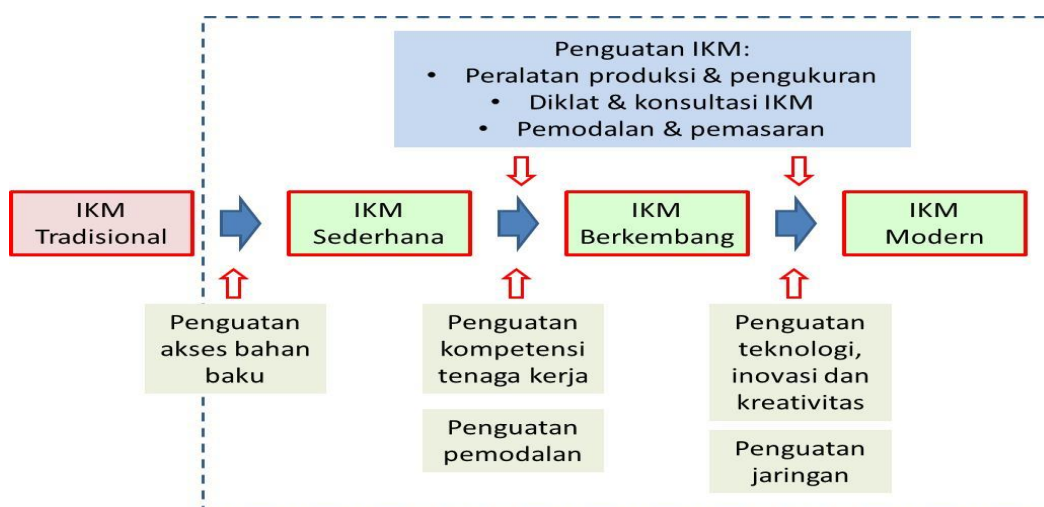 Penguatan IKM:
• Peralatan produksi & pengukuran
• Diklat & konsultasi IKM
• Pemodalan & pemasaran
IKM
Tradisional
IKM
Sederhana
IKM
Berkembang
IKM
Modern
Penguatan
akses bahan
baku
Penguatan
kompetensi
tenaga kerja
Penguatan
pemodalan
Penguatan
teknologi,
inovasi dan
kreativitas
Penguatan
jaringan